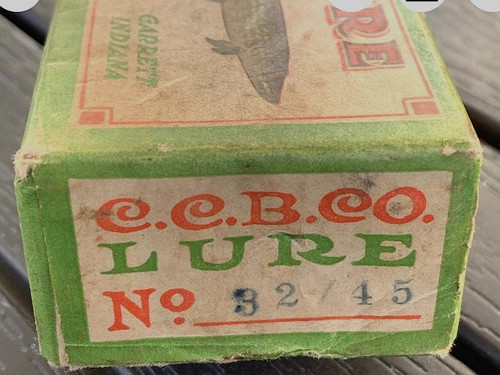 RE
GARRETT
INDIANA
C.C.B.CO.
LURE
No 32/45